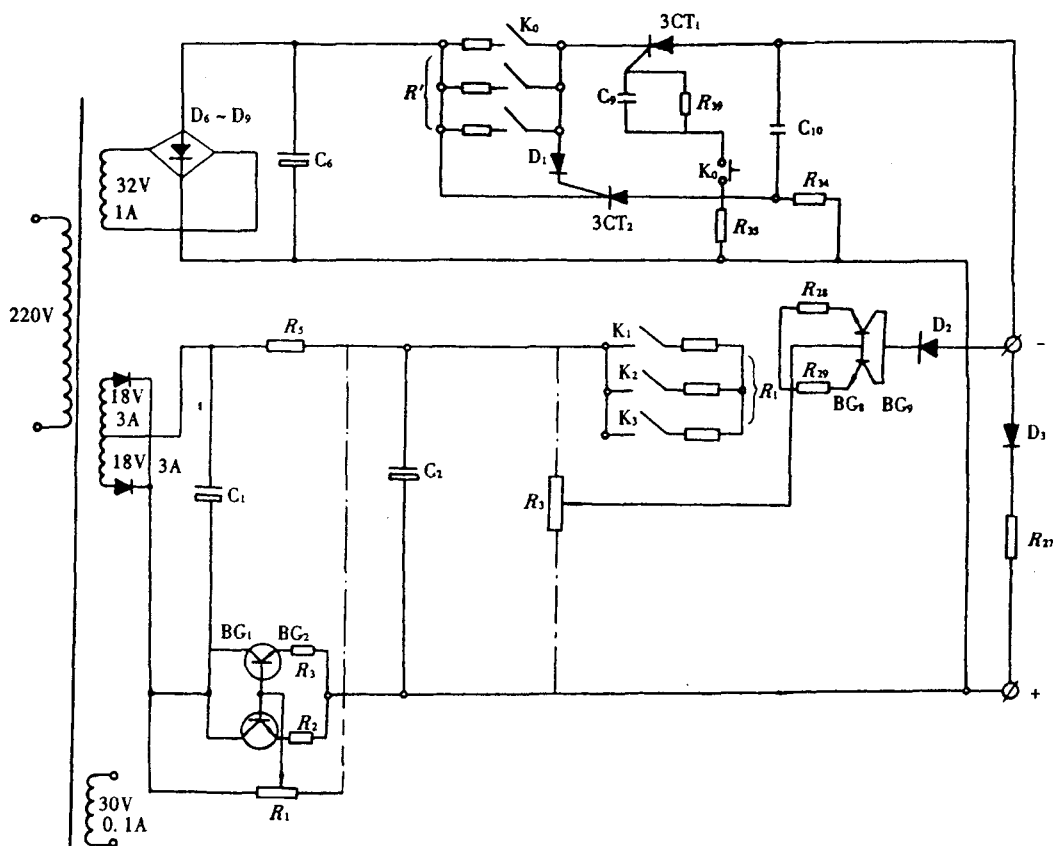 K₀
3CT₁
R′
C₉
R₃₉
D₆~D₉
C₆
D₁
K₀
C₁₀
R₃₄
32V
1A
3CT₂
R₃₅
220V
R₅
K₁
R₂₈
D₂
-
18V
3A
K₂
R₁
R₂₉
BG₈
BG₉
K₃
D₃
18V
3A
C₁
C₂
R₃
R₂₇
BG₁
BG₂
R₃
R₂
+
30V
0.1A
R₁